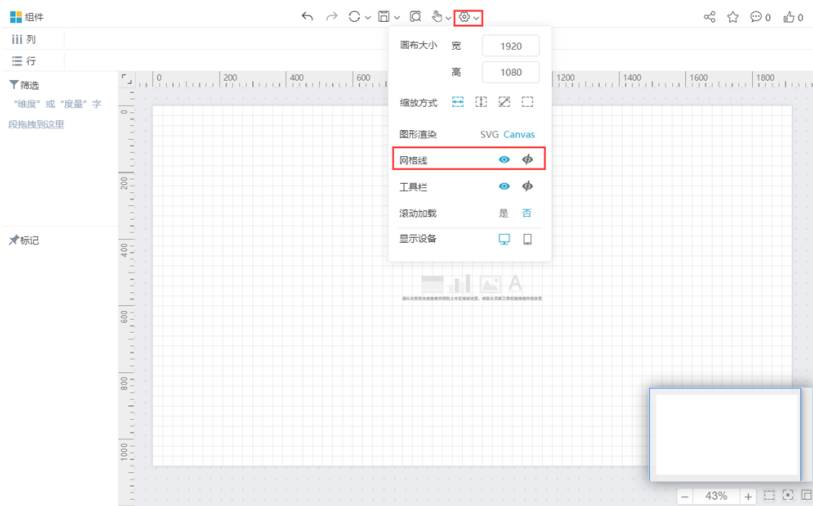 组件
0 0
列
行
筛选
“维度”或“度量”字
段拖拽到这里
标记
画布大小 宽 1920
高 1080
缩放方式
图形渲染 SVG Canvas
网格线
工具栏
滚动加载 是 否
显示设备
0 200 400 600 1200 1400 1600 1800
0
200
400
600
800
1000
A
43%